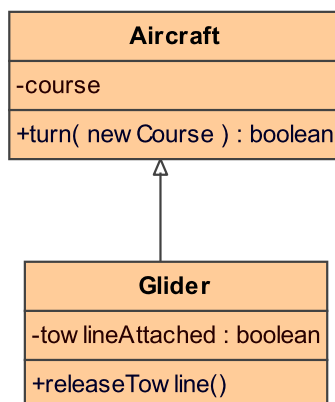 Aircraft
-course
+turn( new Course ) : boolean
Glider
-tow lineAttached : boolean
+releaseTow line()